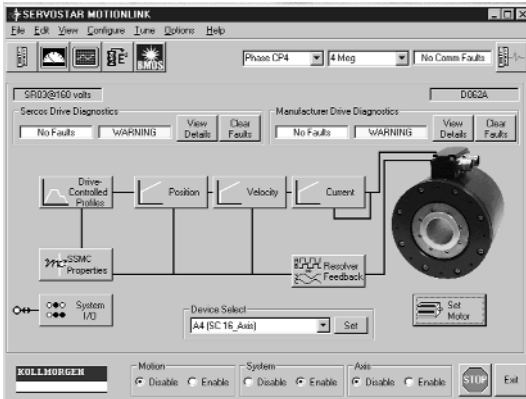 SERVOSTAR MOTIONLINK
File Edit View Configure Tune Options Help
BMDS
Phase CP4
4 Meg
No Comm Faults
SR03@160 volts
D062A
Sercos Drive Diagnostics
No Faults
WARNING
View Details
Clear Faults
Manufacturer Drive Diagnostics
No Faults
WARNING
View Details
Clear Faults
Drive-
Controlled
Profiles
Position
Velocity
Current
mc
SSMC
Properties
Resolver
Feedback
System
I/O
Device Select
A4 (SC 16_Axis)
Set
Set
Motor
KOLLMORGEN
Motion
Disable
Enable
System
Disable
Enable
Axis
Disable
Enable
STOP
Exit